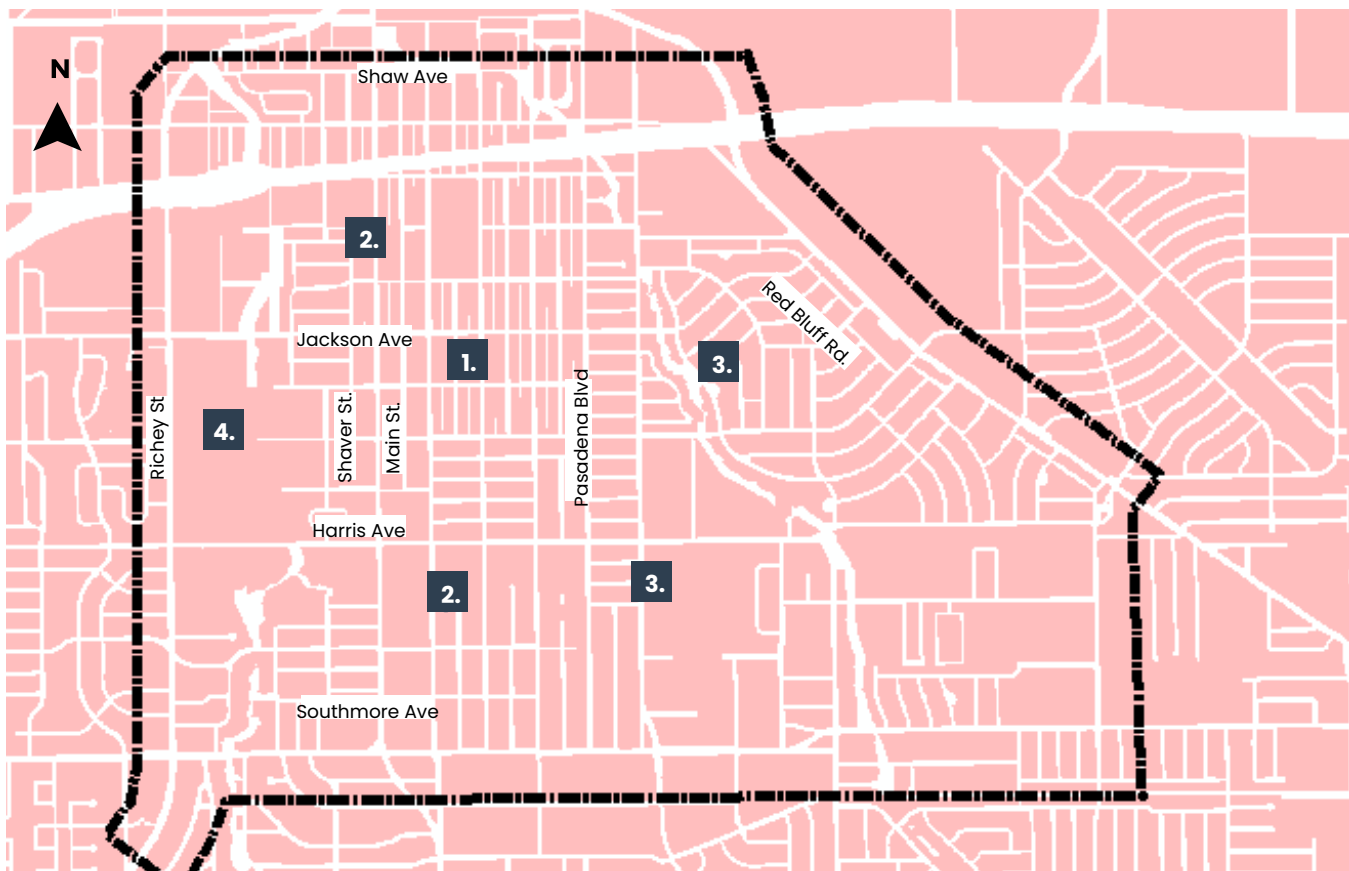 N
Shaw Ave
2.
Red Bluff Rd.
Jackson Ave
1.
3.
Pasadena Blvd
Richey St
4.
Shaver St.
Main St.
Harris Ave
2.
3.
Southmore Ave